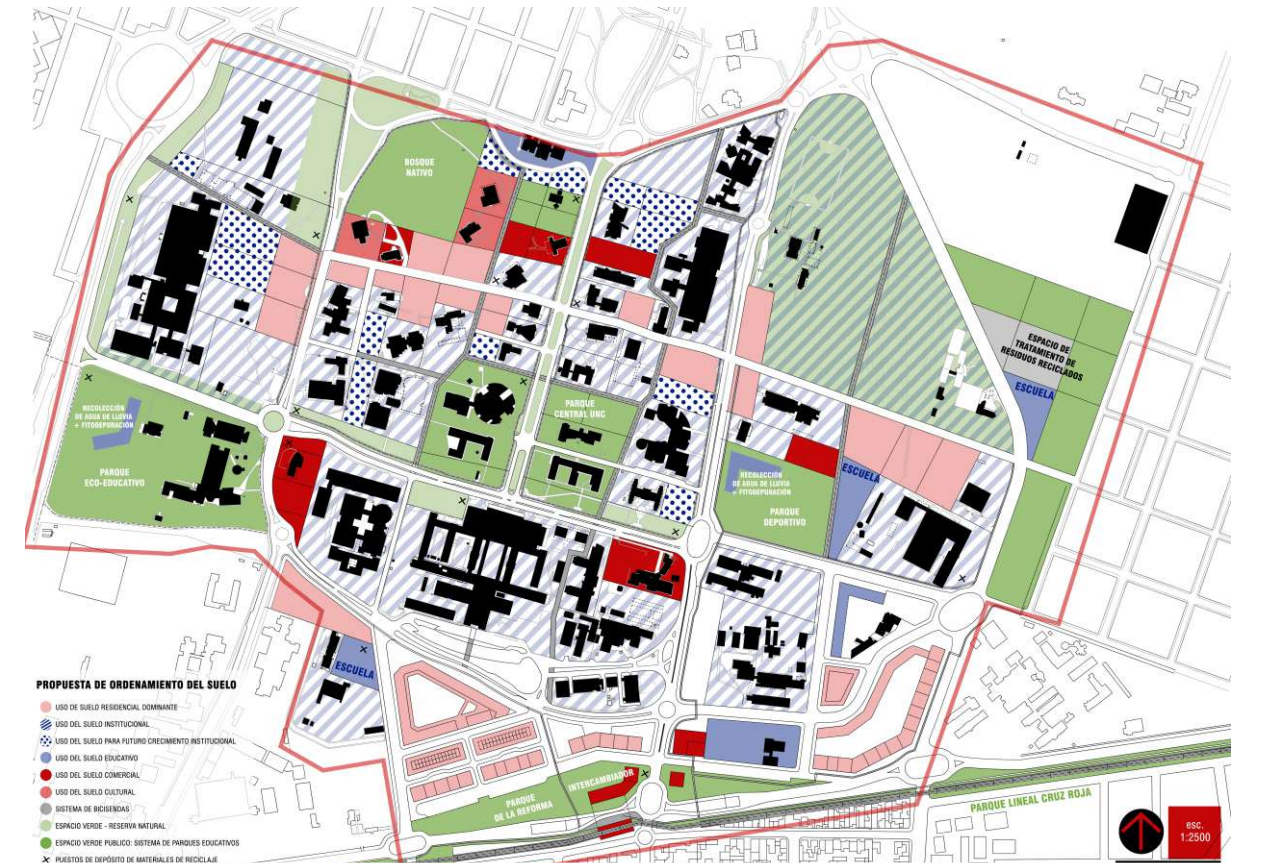 BOSQUE
NATIVO
ESPACIO DE
TRATAMIENTO DE
RESIDUOS RECICLADOS
ESCUELA
PARQUE
CENTRAL UNC
RECOLECCIÓN
DE AGUA DE LLUVIA
+ FITODEPURACIÓN
PARQUE
ECO-EDUCATIVO
ESCUELA
RECOLECCIÓN
DE AGUA DE LLUVIA
+ FITODEPURACIÓN
PARQUE
DEPORTIVO
ESCUELA
PROPUESTA DE ORDENAMIENTO DEL SUELO
USO DE SUELO RESIDENCIAL DOMINANTE
USO DEL SUELO INSTITUCIONAL
USO DEL SUELO PARA FUTURO CRECIMIENTO INSTITUCIONAL
USO DEL SUELO EDUCATIVO
USO DEL SUELO COMERCIAL
USO DEL SUELO CULTURAL
SISTEMA DE BICISENDAS
ESPACIO VERDE - RESERVA NATURAL
ESPACIO VERDE PUBLICO: SISTEMA DE PARQUES EDUCATIVOS
PUESTOS DE DEPÓSITO DE MATERIALES DE RECICLAJE
INTERCAMBIADOR
PARQUE
DE LA REFORMA
PARQUE LINEAL CRUZ ROJA
esc.
1:2500